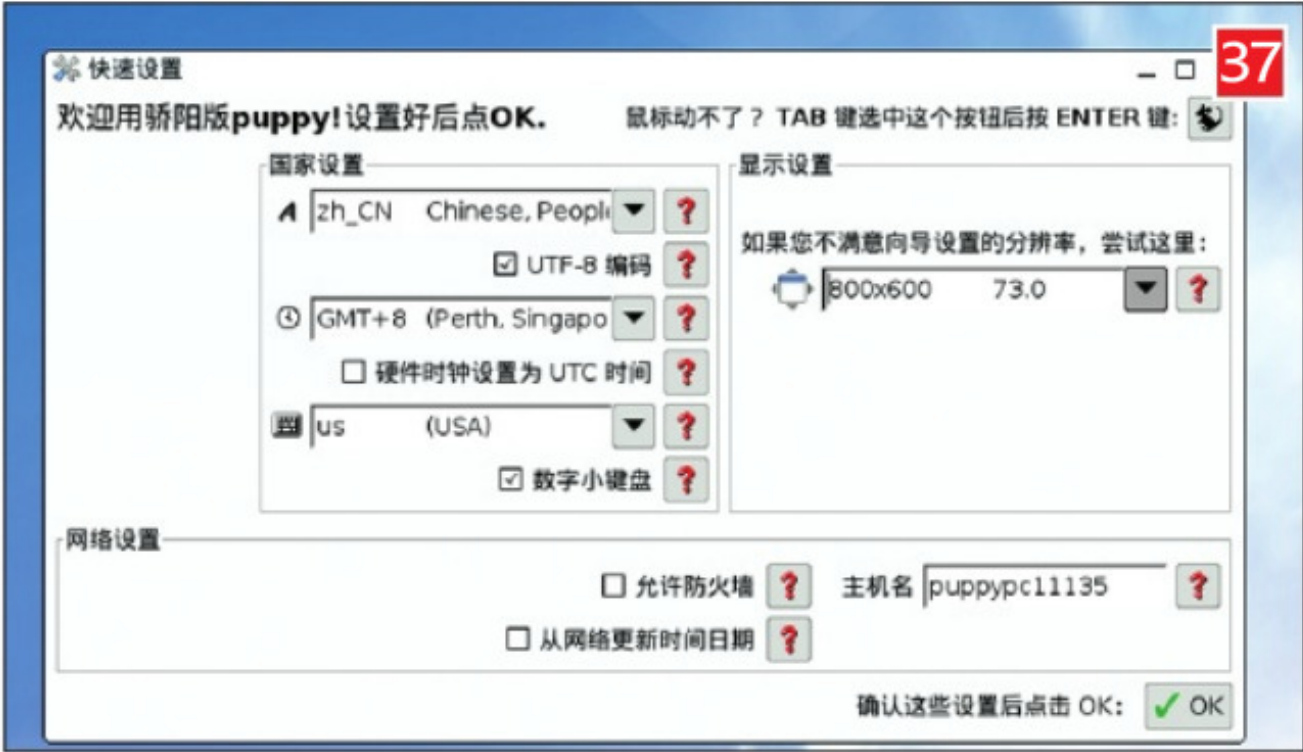 37
快速设置
欢迎用骄阳版puppy!设置好后点OK.
鼠标动不了？TAB 键选中这个按钮后按 ENTER 键:
国家设置
zh_CN Chinese, Peopl
UTF-8 编码
GMT+8 (Perth, Singapo
硬件时钟设置为 UTC 时间
us (USA)
数字小键盘
显示设置
如果您不满意向导设置的分辨率，尝试这里：
800x600 73.0
网络设置
允许防火墙
主机名 puppypc11135
从网络更新时间日期
确认这些设置后点击 OK:
OK